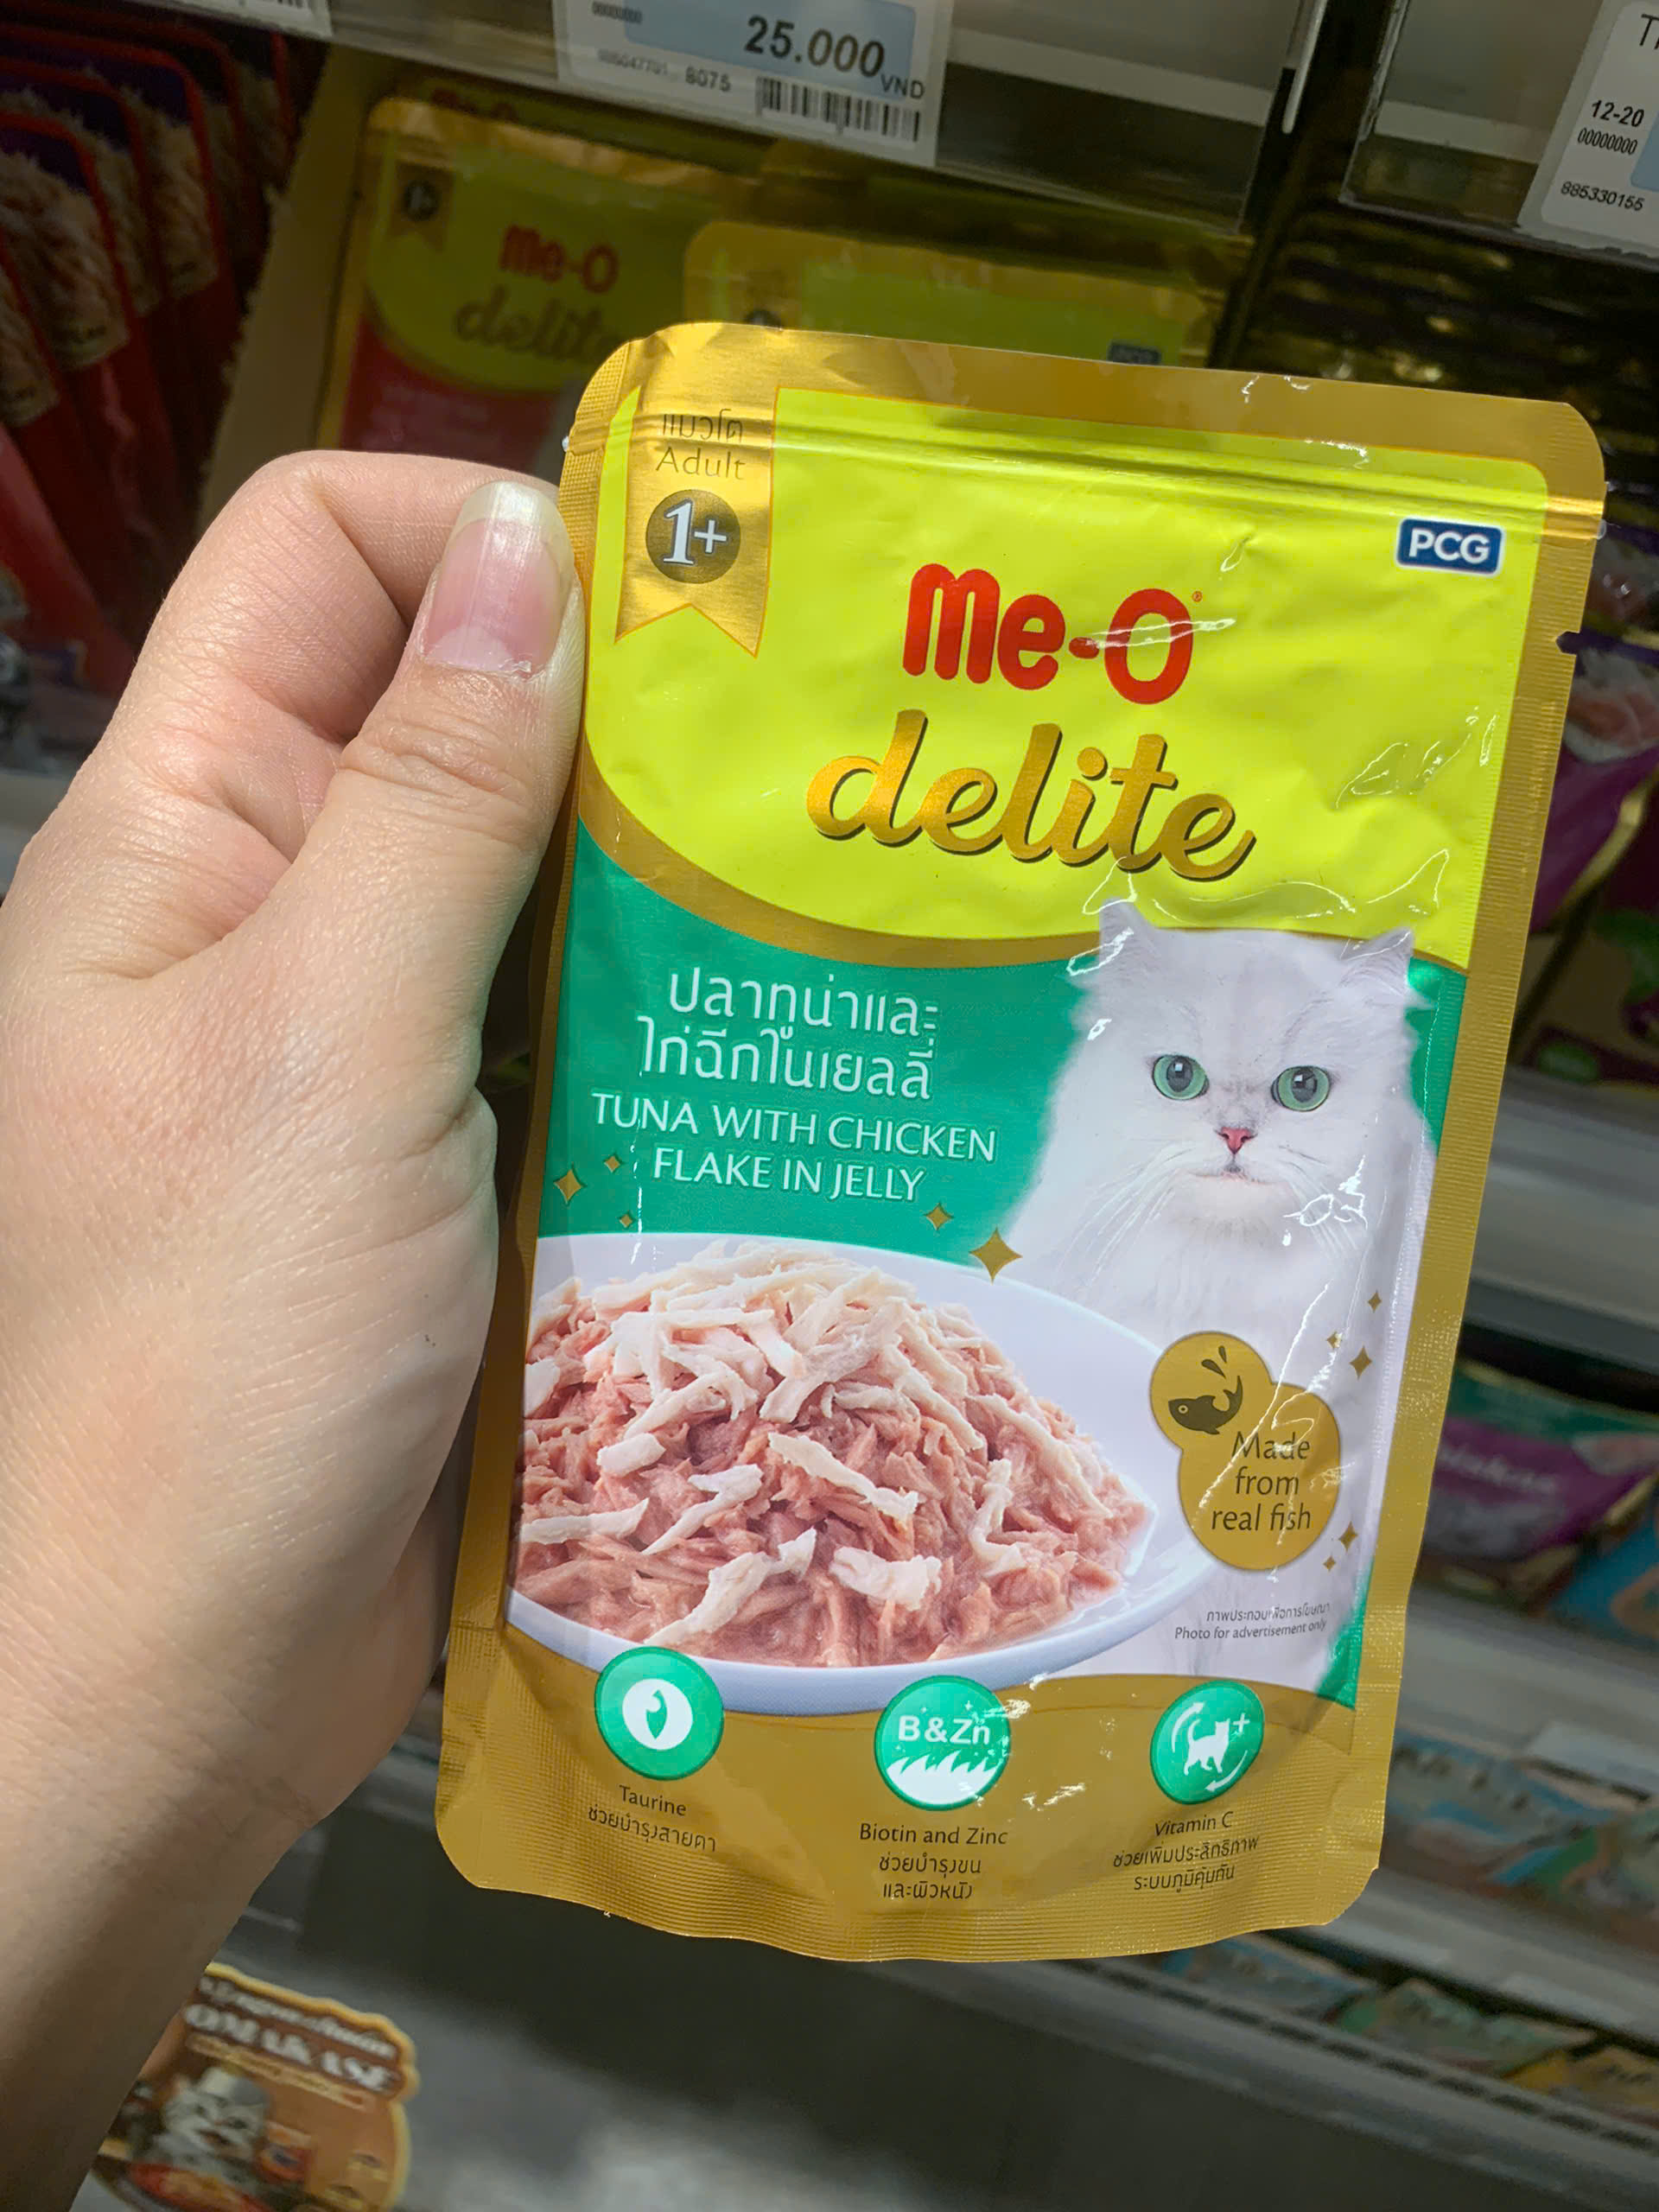 25.000 VND
8075
12-20
00000000
885330155
me-o
delite
แมวโต
Adult
1+
PCG
me-o®
delite
ปลาทูน่าและ
ไก่ฉีกในเยลลี่
TUNA WITH CHICKEN
FLAKE IN JELLY
Made
from
real fish
ภาพประกอบเพื่อการโฆษณา
Photo for advertisement only
B&Zn
Taurine
ช่วยบำรุงสายตา
Biotin and Zinc
ช่วยบำรุงขน
และผิวหนัง
Vitamin C
ช่วยเพิ่มประสิทธิภาพ
ระบบภูมิคุ้มกัน
OMAKASE